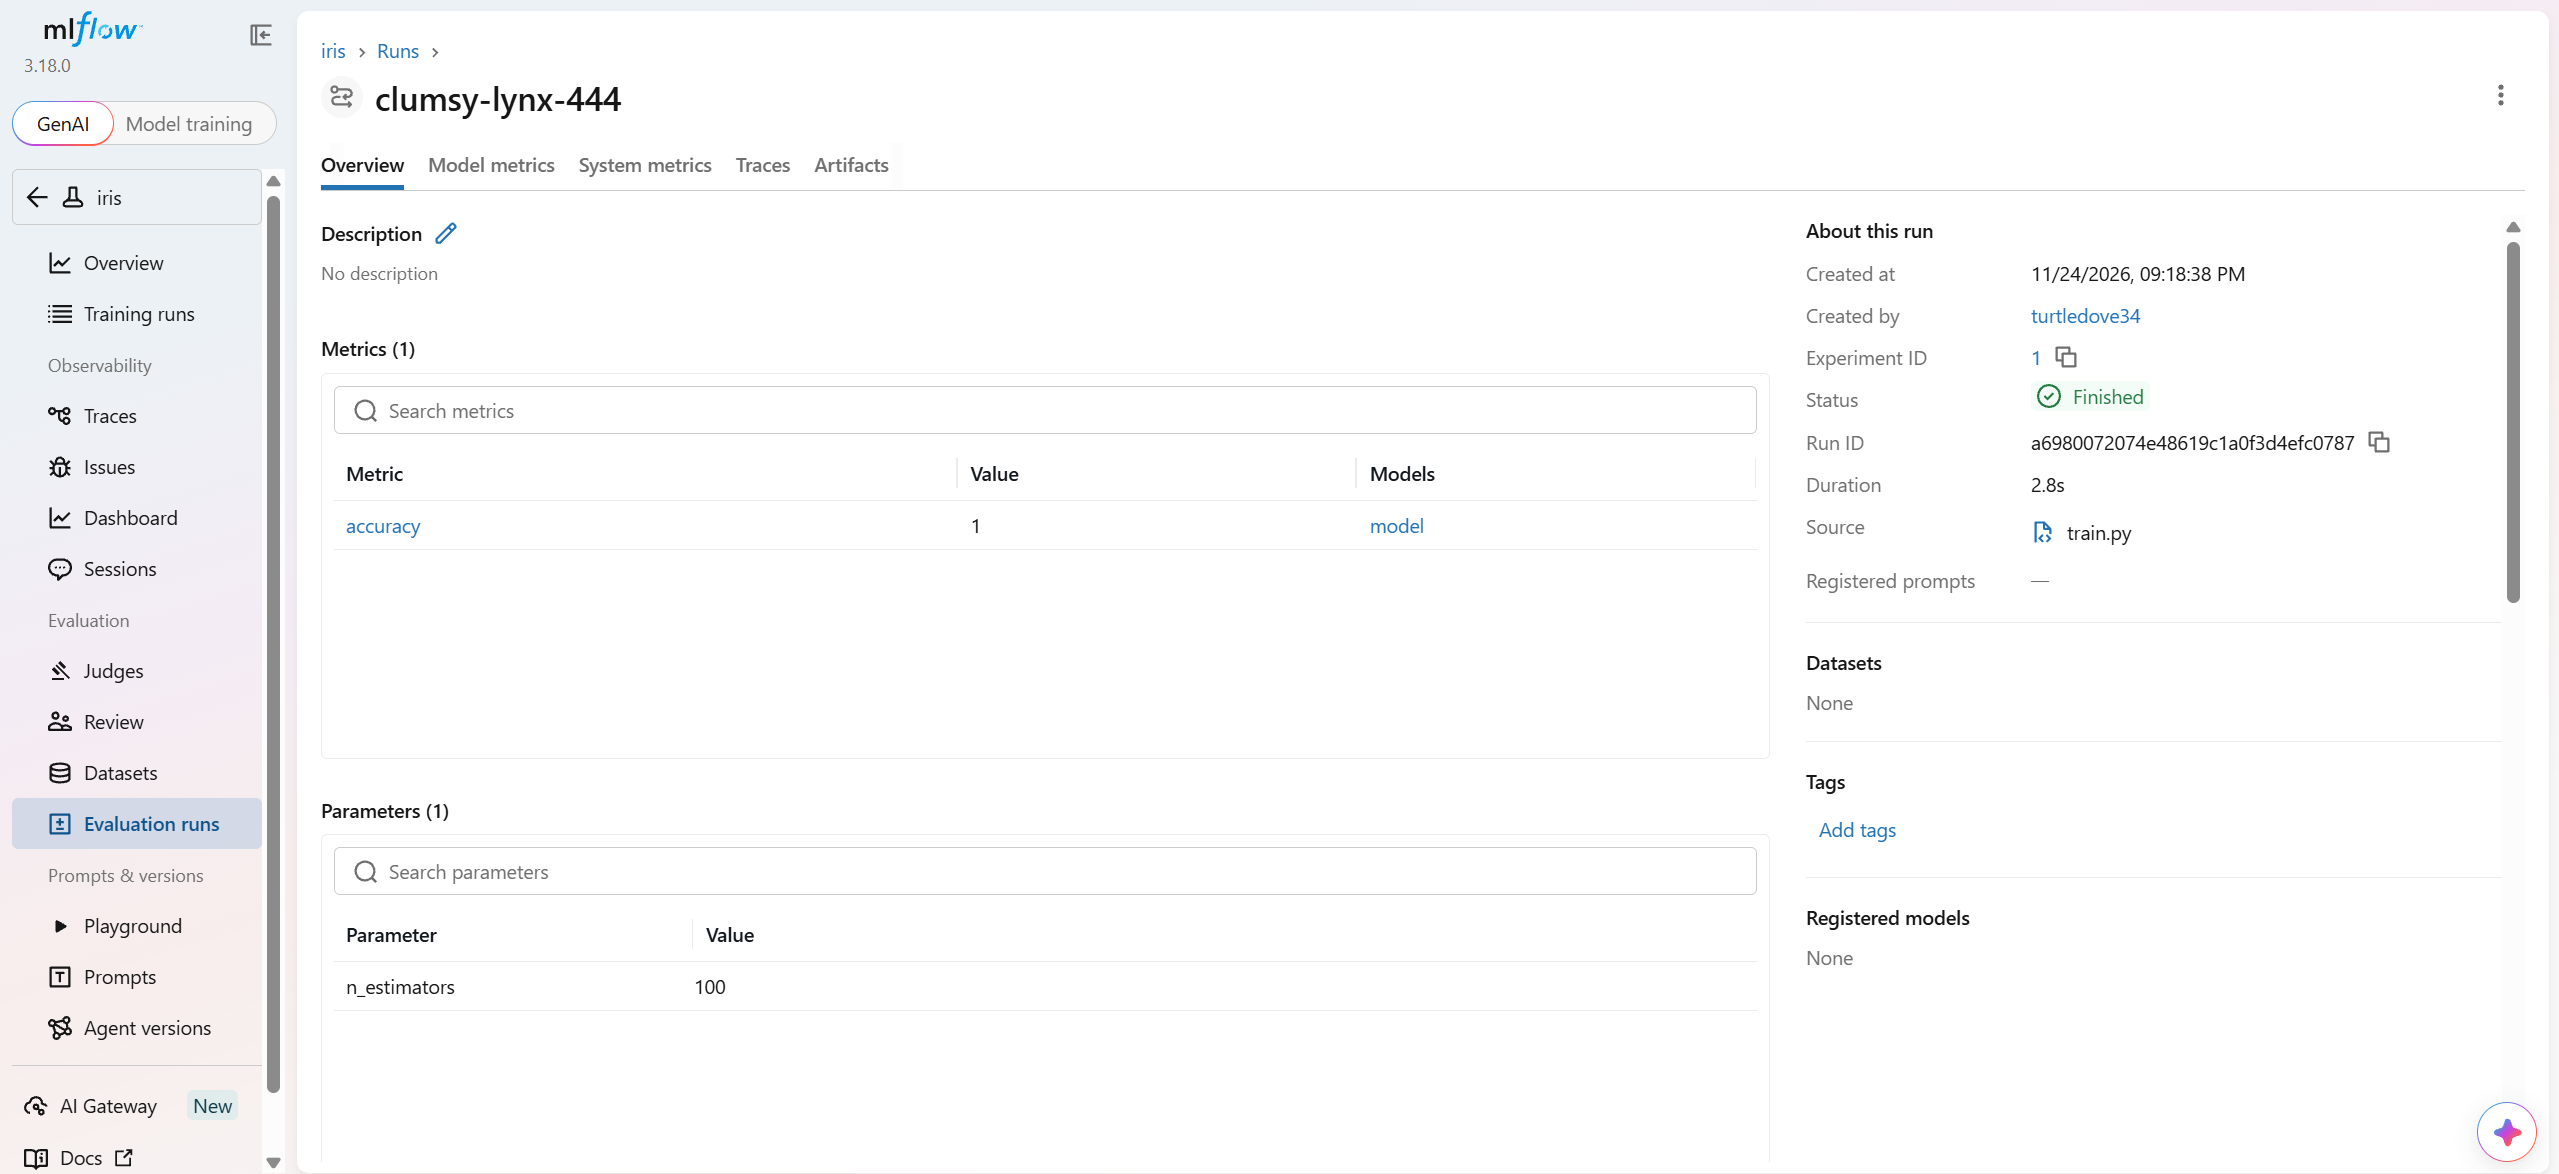 mlflow
3.18.0
GenAI
Model training
iris
Overview
Training runs
Observability
Traces
Issues
Dashboard
Sessions
Evaluation
Judges
Review
Datasets
Evaluation runs
Prompts & versions
Playground
Prompts
Agent versions
AI Gateway New
Docs
iris > Runs >
clumsy-lynx-444
Overview Model metrics System metrics Traces Artifacts
Description
No description
Metrics (1)
Search metrics
Metric Value Models
accuracy 1 model
Parameters (1)
Search parameters
Parameter Value
n_estimators 100
About this run
Created at 11/24/2026, 09:18:38 PM
Created by turtledove34
Experiment ID 1
Status Finished
Run ID a6980072074e48619c1a0f3d4efc0787
Duration 2.8s
Source train.py
Registered prompts —
Datasets
None
Tags
Add tags
Registered models
None